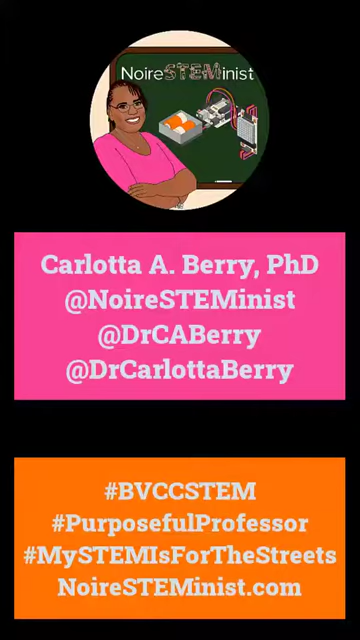 NoireSTEMinist
Carlotta A. Berry, PhD
@NoireSTEMinist
@DrCABerry
@DrCarlottaBerry
#BVCCSTEM
#PurposefulProfessor
#MySTEMIsForTheStreets
NoireSTEMinist.com